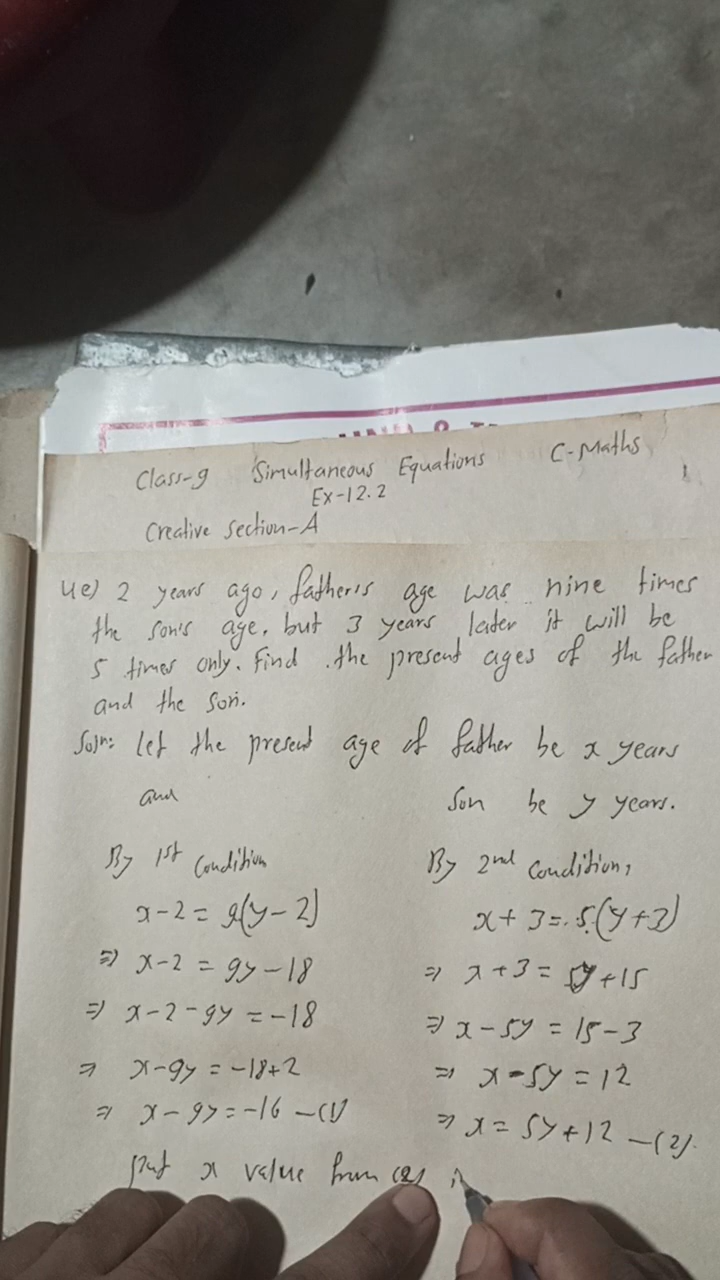 Class-9 Simultaneous Equations C-Maths
Ex-12.2
Creative Section-A
4e) 2 years ago, father's age was nine times
the son's age. but 3 years later it will be
5 times only. Find the present ages of the father
and the son.
Soln: let the present age of father be x years
and son be y years.
By 1st Condition By 2nd Condition,
x-2 = 9(y-2) x+3 = 5(y+3)
⇒ x-2 = 9y-18 ⇒ x+3 = 5y+15
⇒ x-2-9y = -18 ⇒ x-5y = 15-3
⇒ x-9y = -18+2 ⇒ x-5y = 12
⇒ x-9y = -16 -(1) ⇒ x = 5y+12 -(2).
put x value from (2)